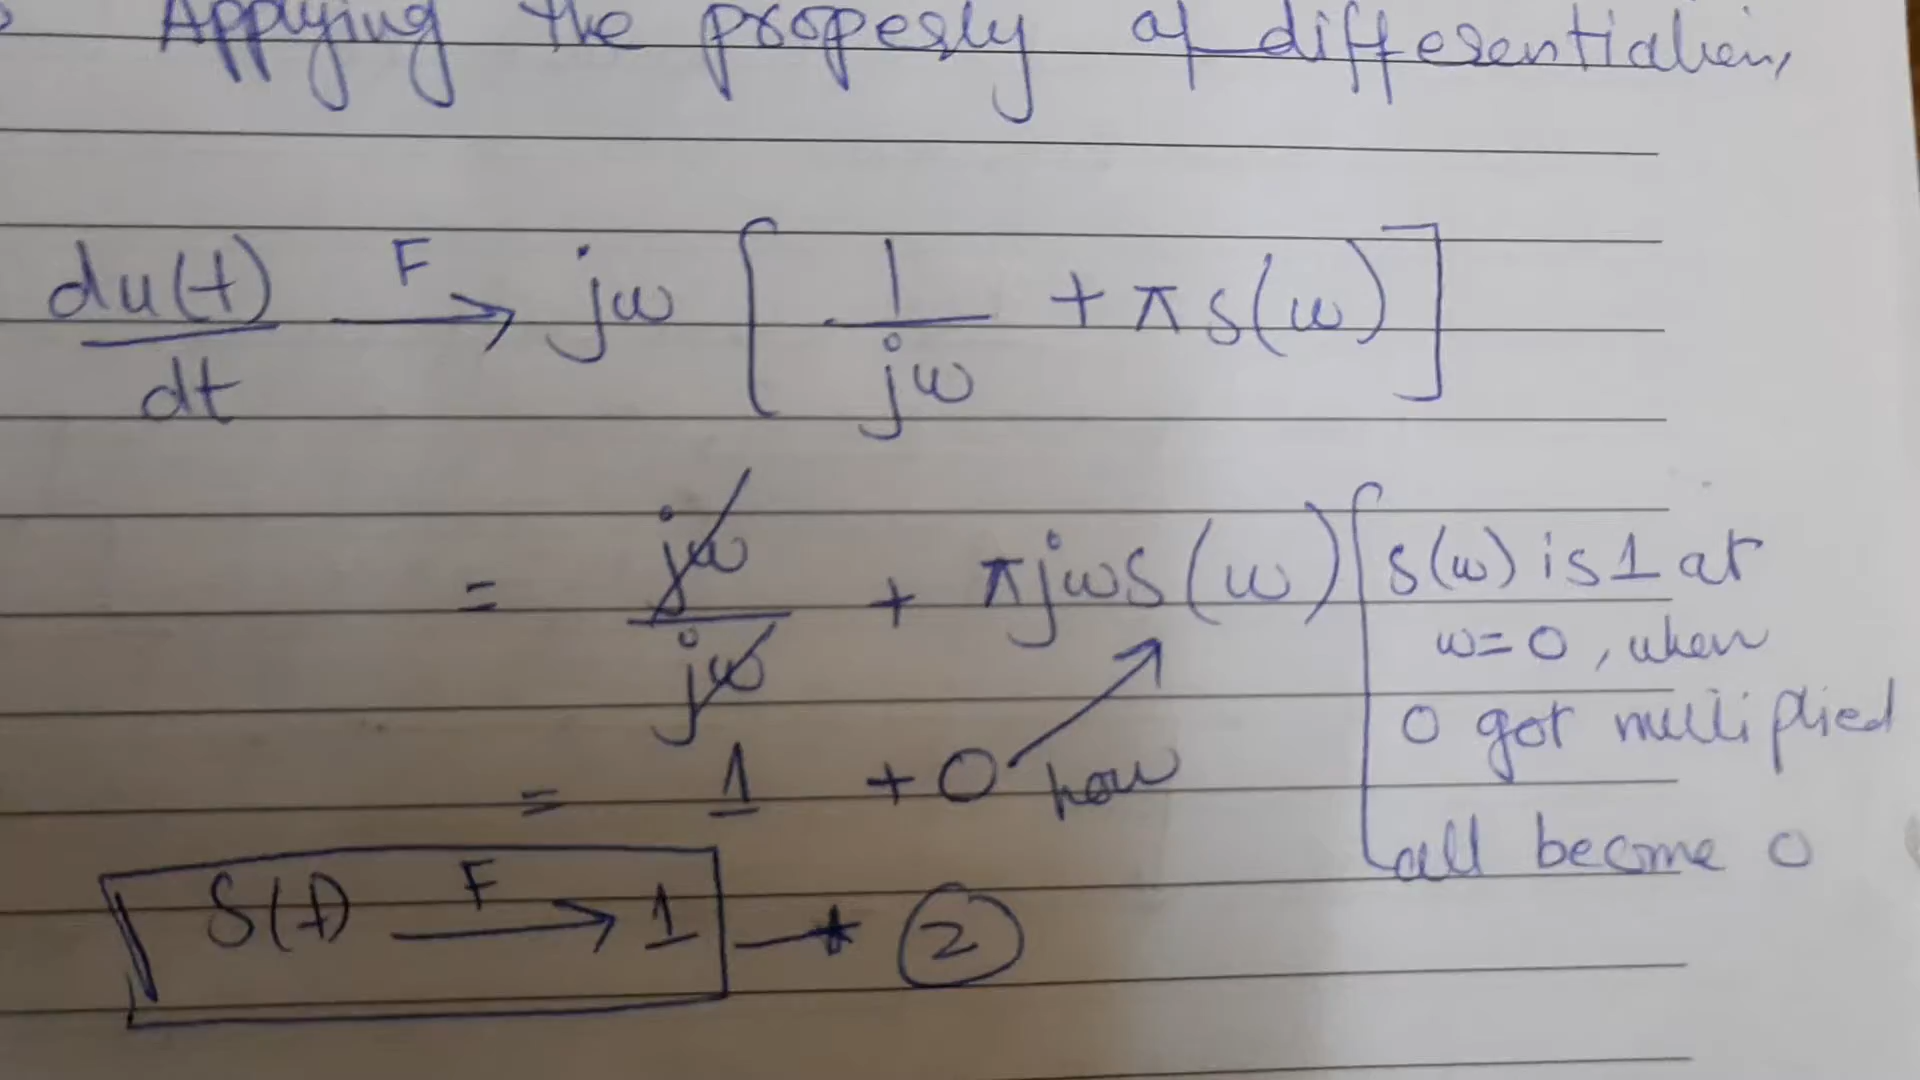 Applying the property of differentiation,
du(t)/dt F→ jω [ 1/jω + πδ(ω) ]
= jω/jω + πjωδ(ω)
δ(ω) is 1 at
ω=0, when
0 got multiplied
all become 0
= 1 + 0 how
δ(t) F→ 1 → 2